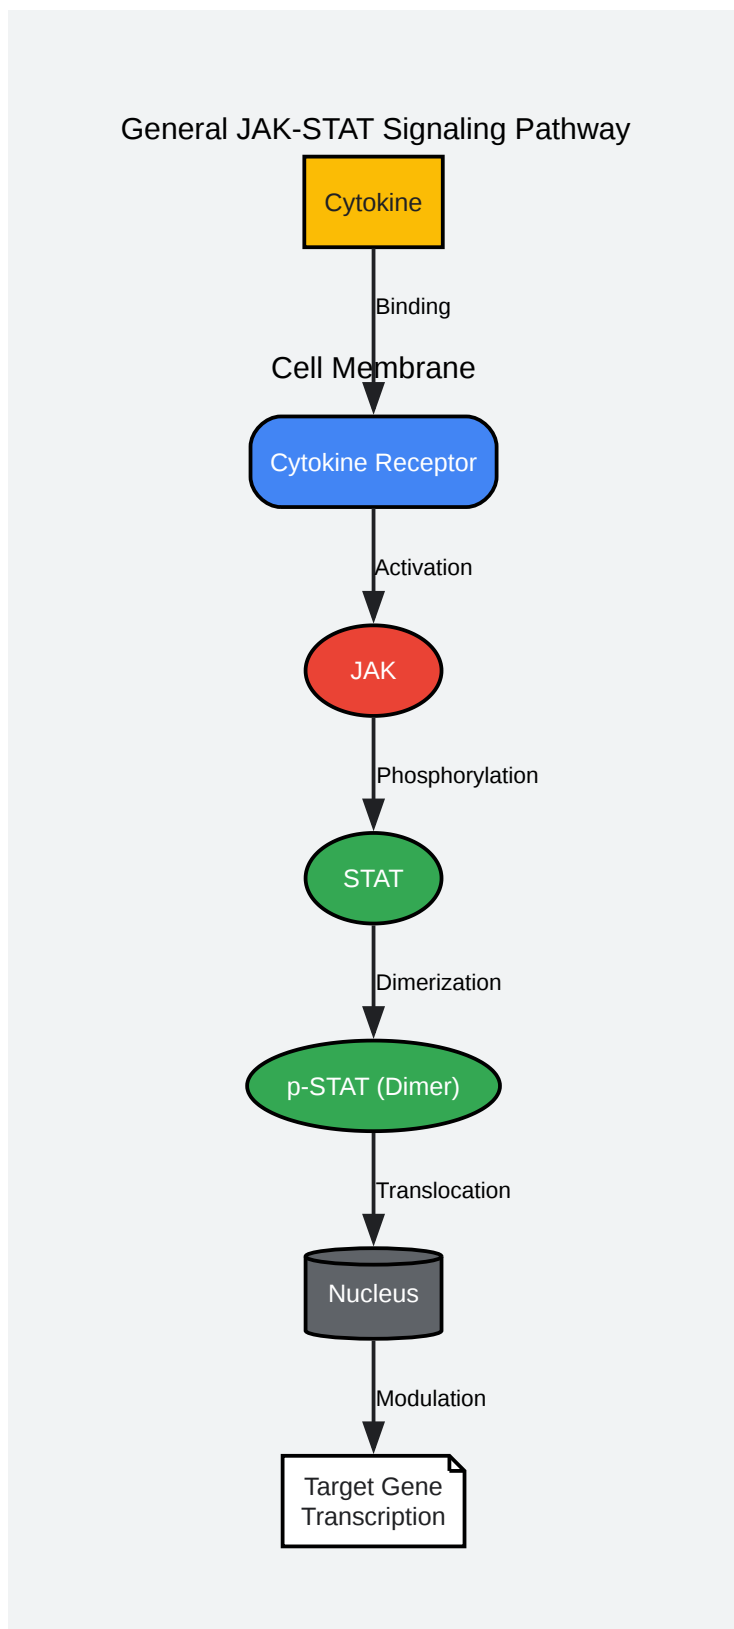 General JAK-STAT Signaling Pathway
Cytokine
Binding
Cell Membrane
Cytokine Receptor
Activation
JAK
Phosphorylation
STAT
Dimerization
p-STAT (Dimer)
Translocation
Nucleus
Modulation
Target Gene
Transcription